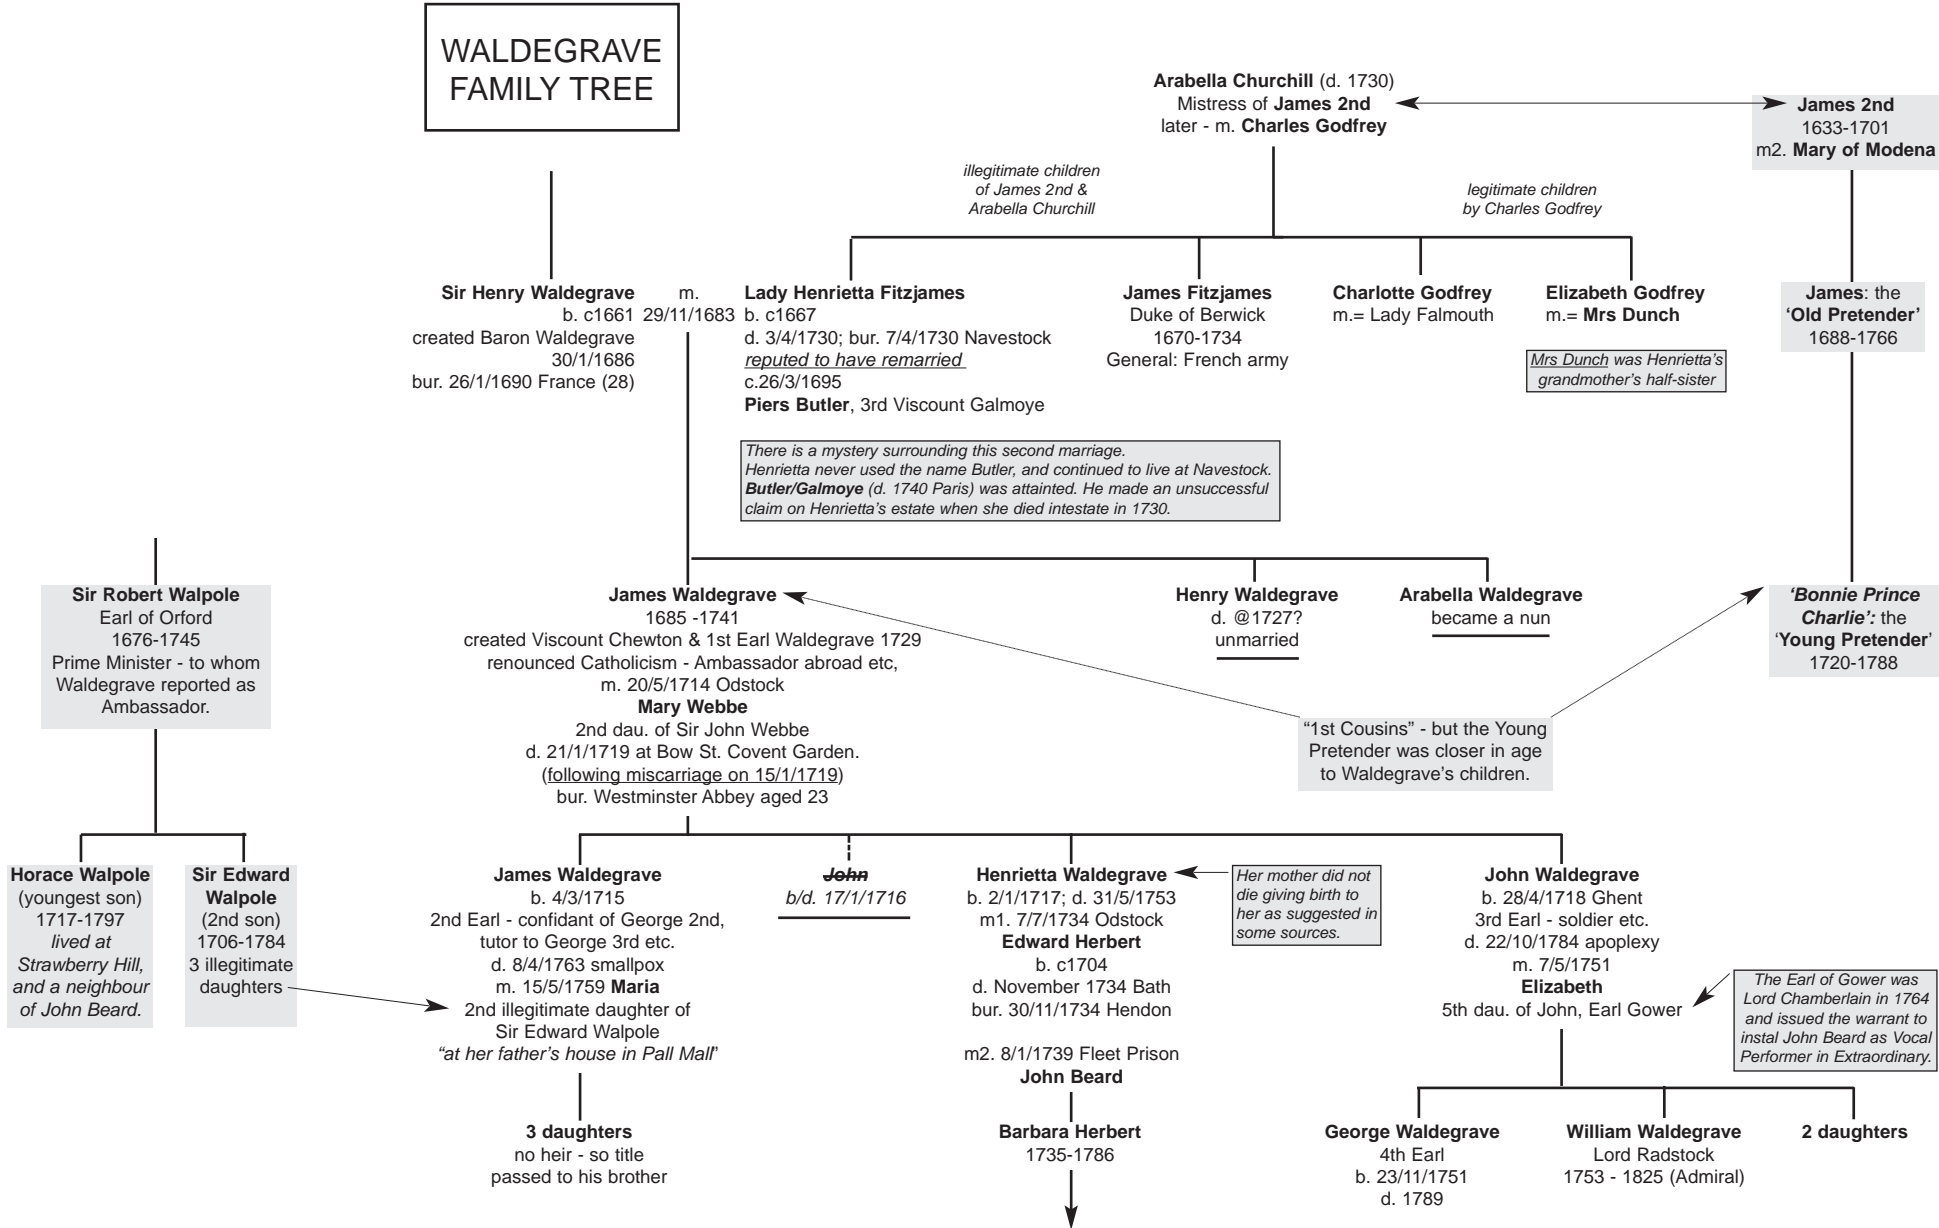 WALDEGRAVE
FAMILY TREE
Arabella Churchill (d. 1730)
Mistress of James 2nd
later - m. Charles Godfrey
James 2nd
1633-1701
m2. Mary of Modena
illegitimate children
of James 2nd &
Arabella Churchill
legitimate children
by Charles Godfrey
Sir Henry Waldegrave
b. c1661
created Baron Waldegrave
30/1/1686
bur. 26/1/1690 France (28)
m.
29/11/1683
Lady Henrietta Fitzjames
b. c1667
d. 3/4/1730; bur. 7/4/1730 Navestock
reputed to have remarried
c.26/3/1695
Piers Butler, 3rd Viscount Galmoye
James Fitzjames
Duke of Berwick
1670-1734
General: French army
Charlotte Godfrey
m.= Lady Falmouth
Elizabeth Godfrey
m.= Mrs Dunch
Mrs Dunch was Henrietta's
grandmother's half-sister
James: the
‘Old Pretender’
1688-1766
There is a mystery surrounding this second marriage.
Henrietta never used the name Butler, and continued to live at Navestock.
Butler/Galmoye (d. 1740 Paris) was attainted. He made an unsuccessful
claim on Henrietta's estate when she died intestate in 1730.
Sir Robert Walpole
Earl of Orford
1676-1745
Prime Minister - to whom
Waldegrave reported as
Ambassador.
James Waldegrave
1685 -1741
created Viscount Chewton & 1st Earl Waldegrave 1729
renounced Catholicism - Ambassador abroad etc,
m. 20/5/1714 Odstock
Mary Webbe
2nd dau. of Sir John Webbe
d. 21/1/1719 at Bow St. Covent Garden.
(following miscarriage on 15/1/1719)
bur. Westminster Abbey aged 23
Henry Waldegrave
d. @1727?
unmarried
Arabella Waldegrave
became a nun
‘Bonnie Prince
Charlie’: the
‘Young Pretender’
1720-1788
“1st Cousins” - but the Young
Pretender was closer in age
to Waldegrave’s children.
Horace Walpole
(youngest son)
1717-1797
lived at
Strawberry Hill,
and a neighbour
of John Beard.
Sir Edward
Walpole
(2nd son)
1706-1784
3 illegitimate
daughters
James Waldegrave
b. 4/3/1715
2nd Earl - confidant of George 2nd,
tutor to George 3rd etc.
d. 8/4/1763 smallpox
m. 15/5/1759 Maria
2nd illegitimate daughter of
Sir Edward Walpole
“at her father’s house in Pall Mall”
John
b/d. 17/1/1716
Henrietta Waldegrave
b. 2/1/1717; d. 31/5/1753
m1. 7/7/1734 Odstock
Edward Herbert
b. c1704
d. November 1734 Bath
bur. 30/11/1734 Hendon
m2. 8/1/1739 Fleet Prison
John Beard
Her mother did not
die giving birth to
her as suggested in
some sources.
John Waldegrave
b. 28/4/1718 Ghent
3rd Earl - soldier etc.
d. 22/10/1784 apoplexy
m. 7/5/1751
Elizabeth
5th dau. of John, Earl Gower
The Earl of Gower was
Lord Chamberlain in 1764
and issued the warrant to
instal John Beard as Vocal
Performer in Extraordinary.
3 daughters
no heir - so title
passed to his brother
Barbara Herbert
1735-1786
George Waldegrave
4th Earl
b. 23/11/1751
d. 1789
William Waldegrave
Lord Radstock
1753 - 1825 (Admiral)
2 daughters